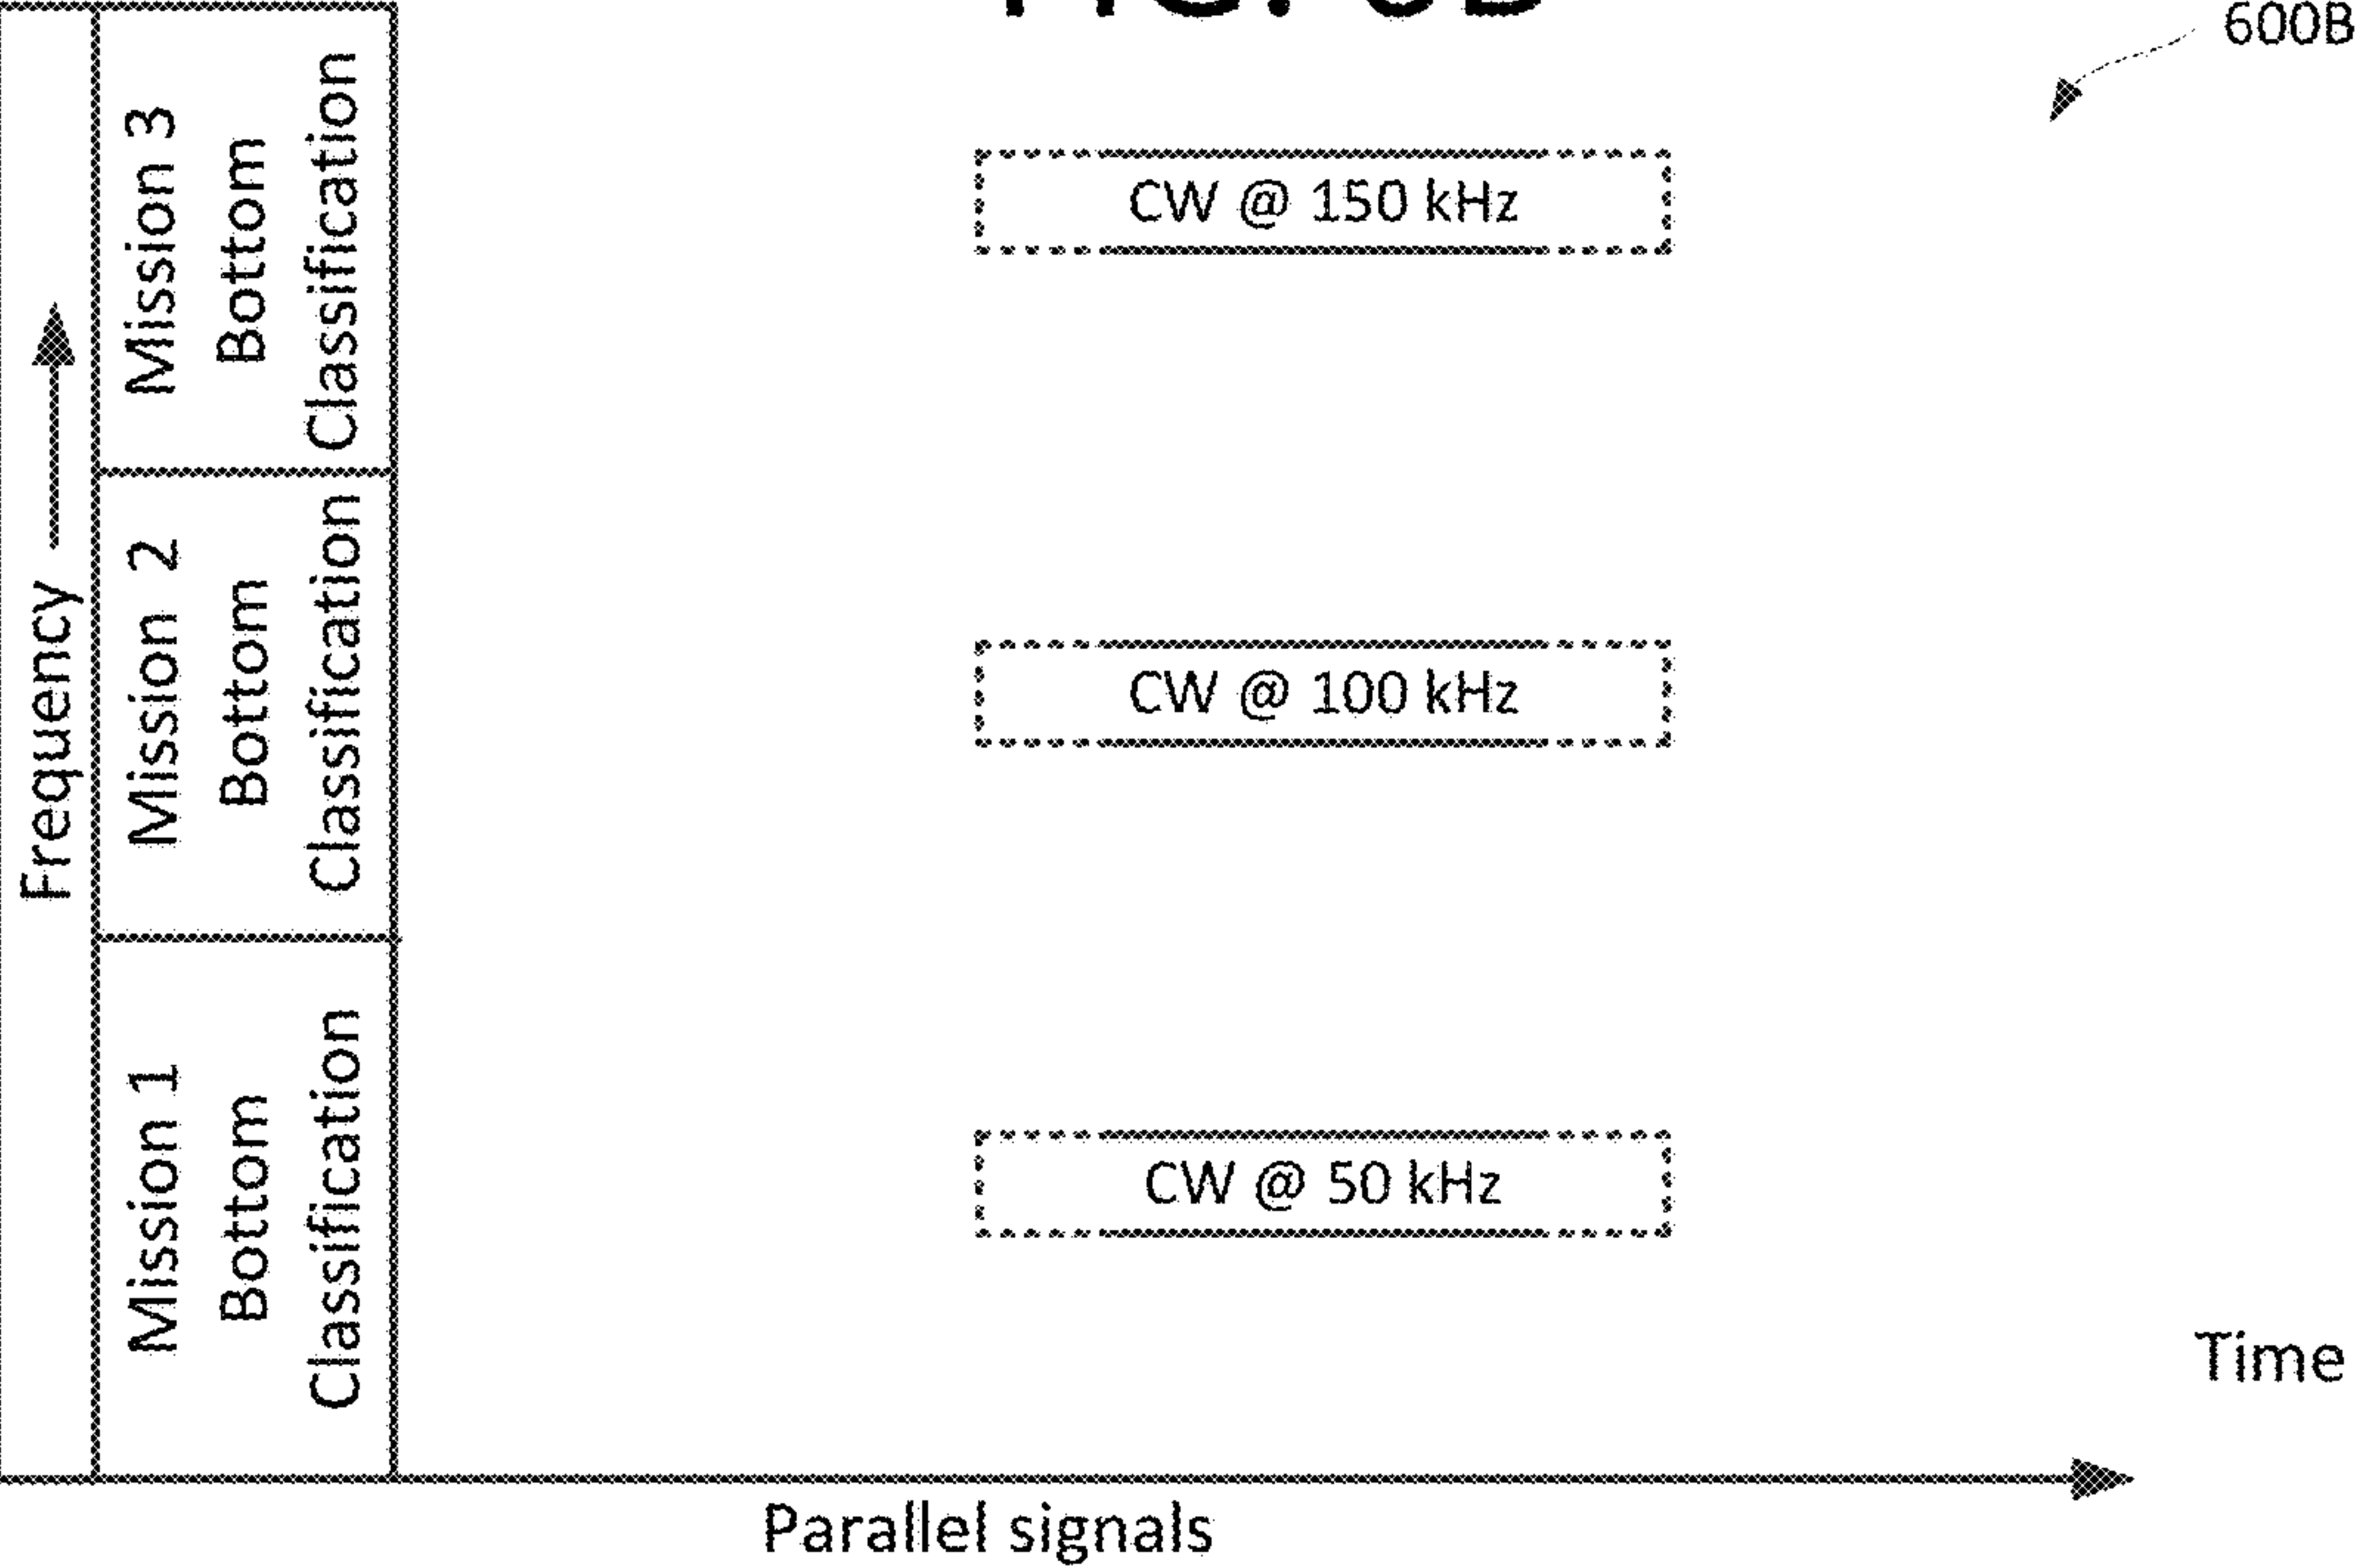 600B
Frequency
Mission 3
Bottom
Classification
CW @ 150 kHz
Mission 2
Bottom
Classification
CW @ 100 kHz
Mission 1
Bottom
Classification
CW @ 50 kHz
Time
Parallel signals